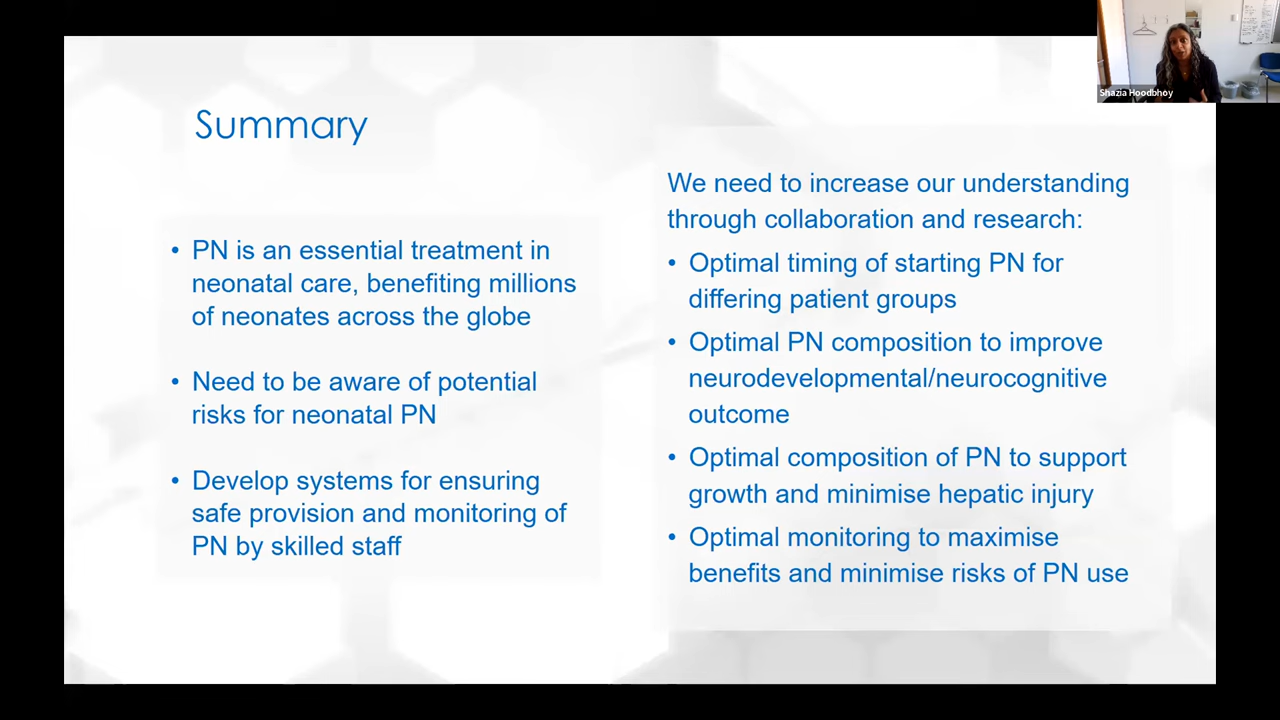 Summary
• PN is an essential treatment in
neonatal care, benefiting millions
of neonates across the globe
• Need to be aware of potential
risks for neonatal PN
• Develop systems for ensuring
safe provision and monitoring of
PN by skilled staff
We need to increase our understanding
through collaboration and research:
• Optimal timing of starting PN for
differing patient groups
• Optimal PN composition to improve
neurodevelopmental/neurocognitive
outcome
• Optimal composition of PN to support
growth and minimise hepatic injury
• Optimal monitoring to maximise
benefits and minimise risks of PN use
Shazia Hoodbhoy